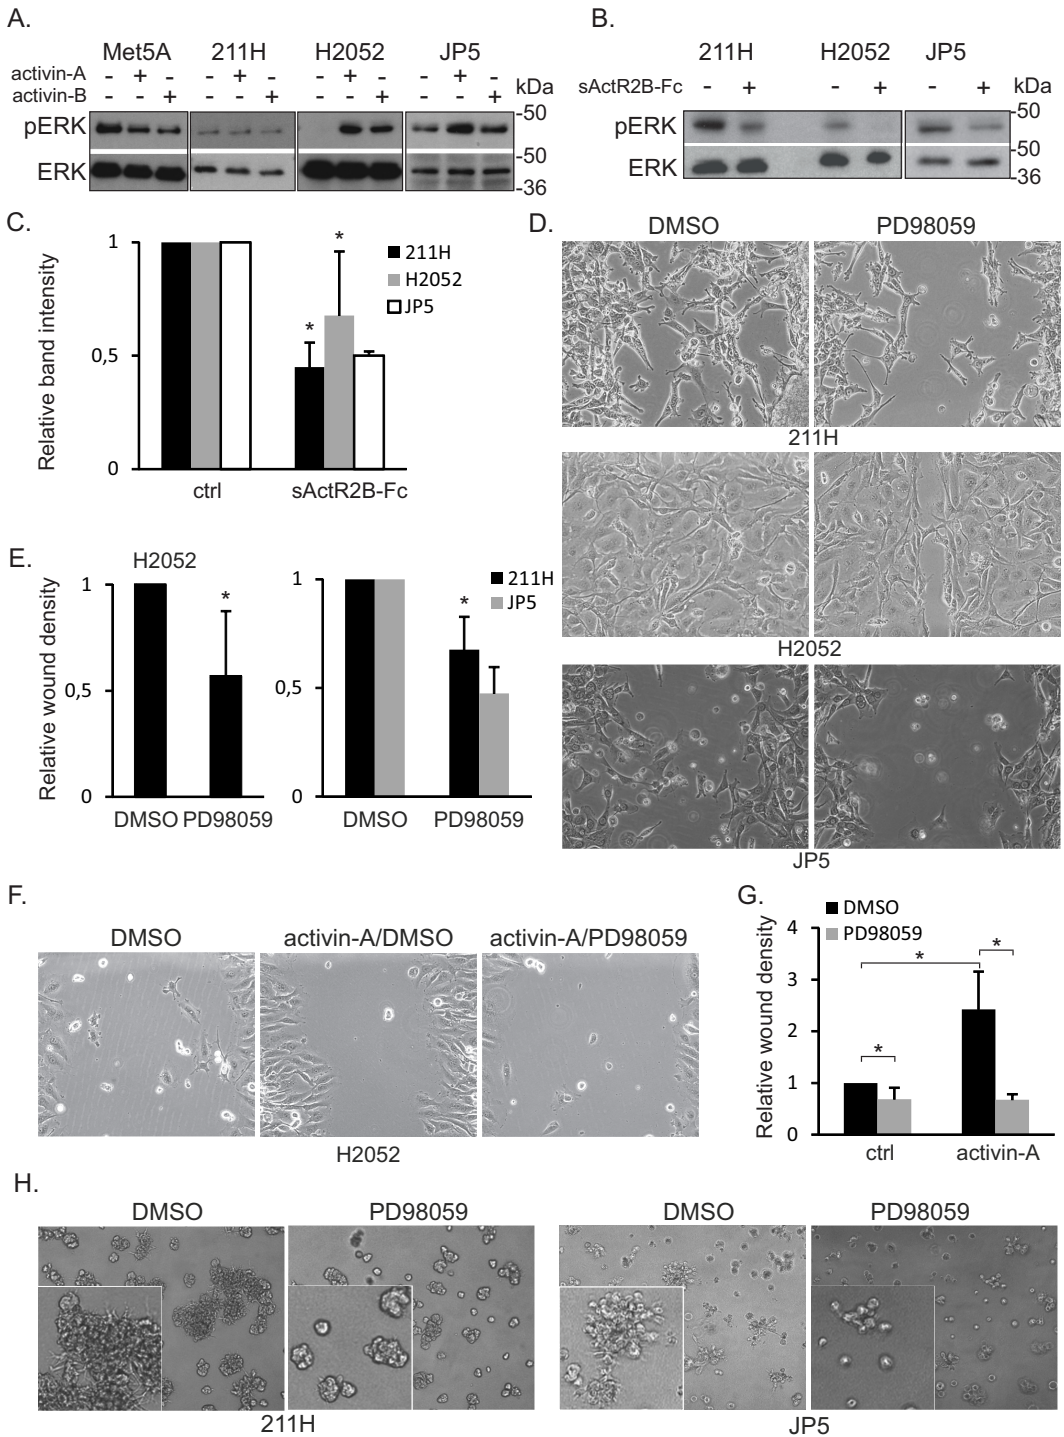 A.
Met5A 211H H2052 JP5
activin-A - + - - + - - + - - + -
activin-B - - + - - + - - + - - + kDa
pERK -50
ERK -50
-36
B.
211H H2052 JP5
sActR2B-Fc - + - + - + kDa
pERK -50
ERK -50
-36
C.
Relative band intensity
1
0,5
0
* *
211H
H2052
JP5
ctrl sActR2B-Fc
D.
DMSO PD98059
211H
H2052
JP5
E.
H2052
Relative wound density
1
0,5
0
*
DMSO PD98059
1
0,5
0
*
211H
JP5
DMSO PD98059
F.
DMSO activin-A/DMSO activin-A/PD98059
H2052
G.
DMSO
PD98059
Relative wound density
4
3
2
1
0
* * *
ctrl activin-A
H.
DMSO PD98059 DMSO PD98059
211H JP5